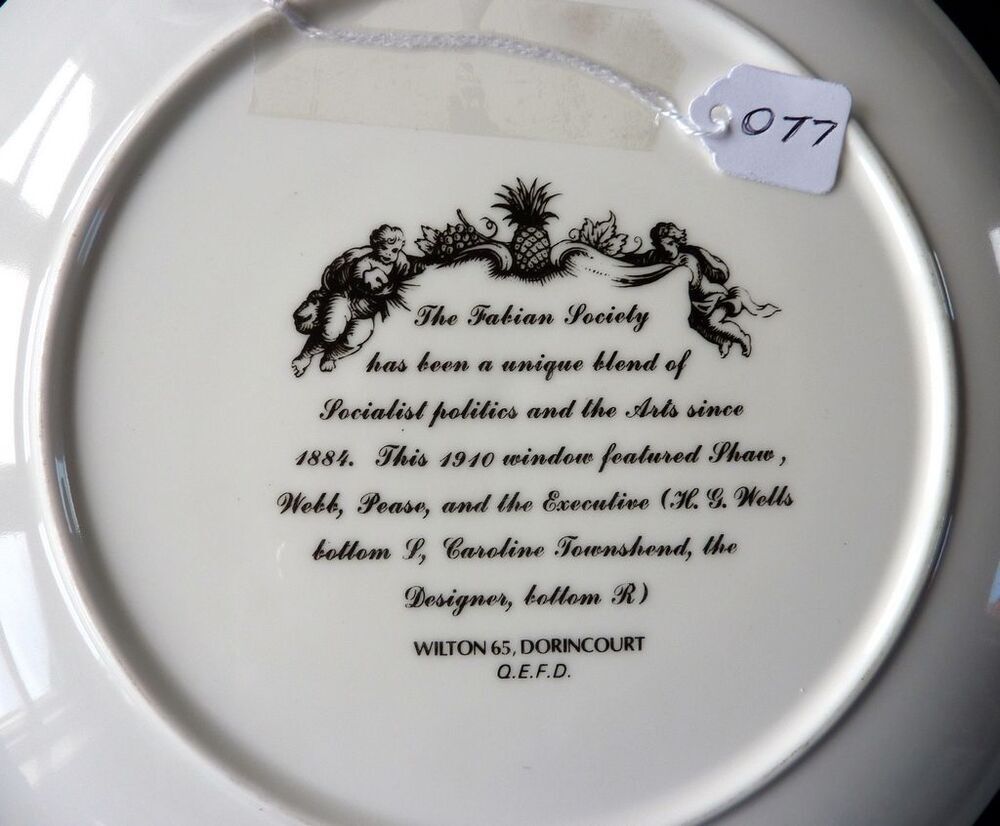 077
The Fabian Society
has been a unique blend of
Socialist politics and the Arts since
1884. This 1910 window featured Shaw,
Webb, Pease, and the Executive (H. G. Wells
bottom L, Caroline Townshend, the
Designer, bottom R)
WILTON 65, DORINCOURT
Q.E.F.D.